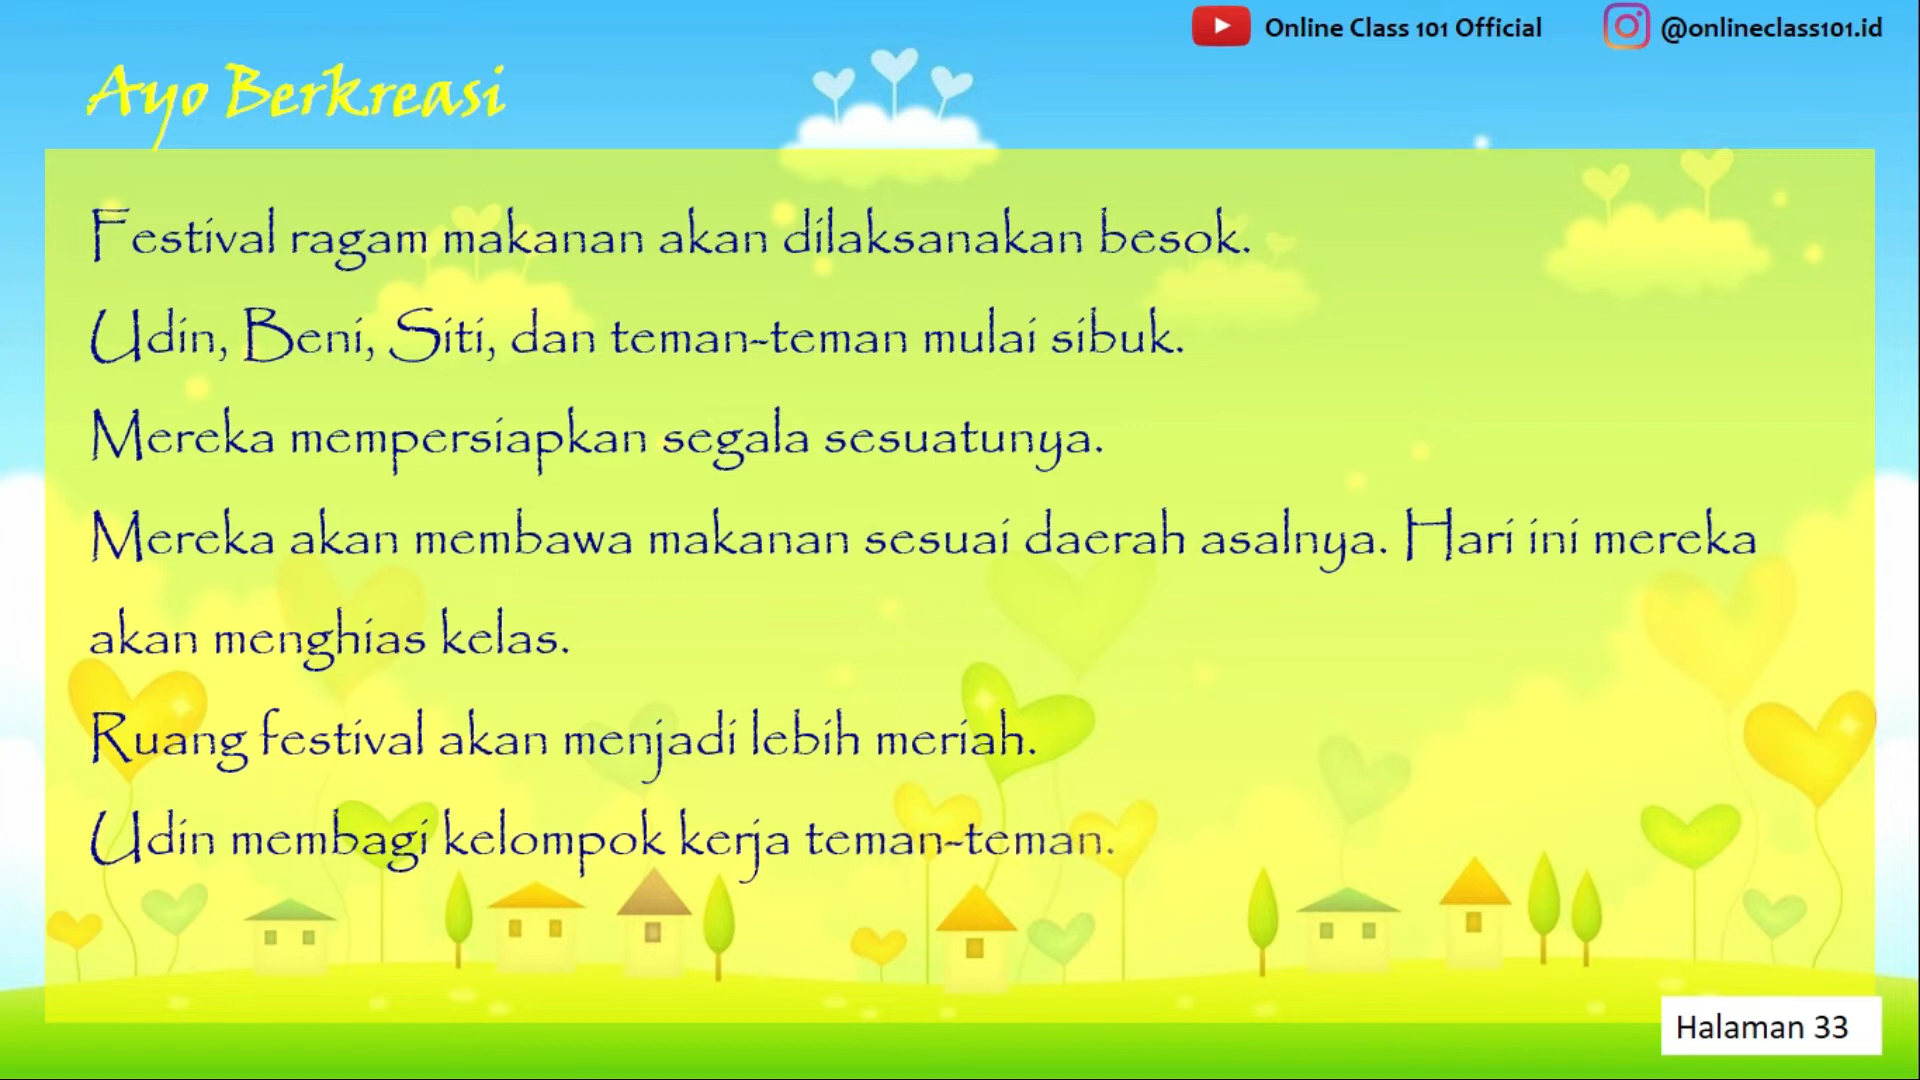 Online Class 101 Official
@onlineclass101.id
Ayo Berkreasi
Festival ragam makanan akan dilaksanakan besok.
Udin, Beni, Siti, dan teman-teman mulai sibuk.
Mereka mempersiapkan segala sesuatunya.
Mereka akan membawa makanan sesuai daerah asalnya. Hari ini mereka
akan menghias kelas.
Ruang festival akan menjadi lebih meriah.
Udin membagi kelompok kerja teman-teman.
Halaman 33